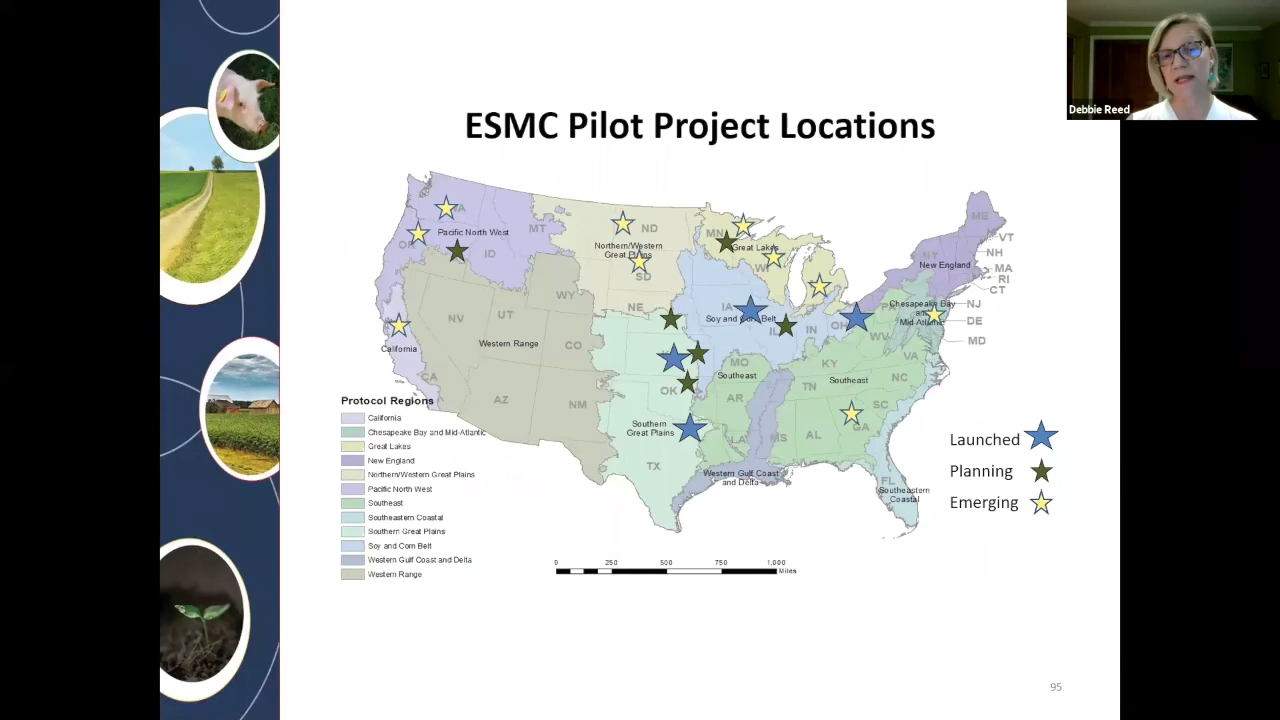 Debbie Reed
ESMC Pilot Project Locations
WA
Pacific North West
OR
ID
MT
ND
Northern/Western
Great Plains
SD
MN
Great Lakes
WI
ME
VT
NH
NY
New England
MA
RI
CT
WY
NE
IA
Soy and Corn Belt
IL
IN
OH
PA
Chesapeake Bay
and
Mid-Atlantic
NJ
DE
MD
NV
UT
Western Range
CO
California
CA
AZ
NM
MO
Southeast
KY
WV
VA
Southeast
TN
NC
OK
AR
SC
Southern
Great Plains
LA
MS
AL
GA
TX
Western Gulf Coast
and Delta
FL
Southeastern
Coastal
Protocol Regions
California
Chesapeake Bay and Mid-Atlantic
Great Lakes
New England
Northern/Western Great Plains
Pacific North West
Southeast
Southeastern Coastal
Southern Great Plains
Soy and Corn Belt
Western Gulf Coast and Delta
Western Range
Launched
Planning
Emerging
0 250 500 750 1,000
Miles
95